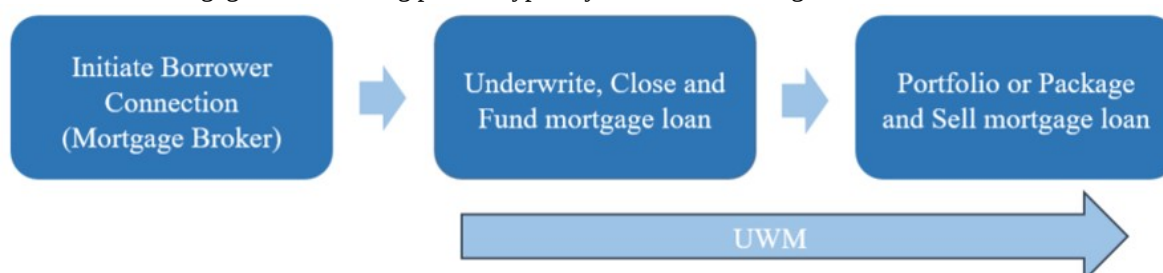 Initiate Borrower
Connection
(Mortgage Broker)
Underwrite, Close and
Fund mortgage loan
Portfolio or Package
and Sell mortgage loan
UWM